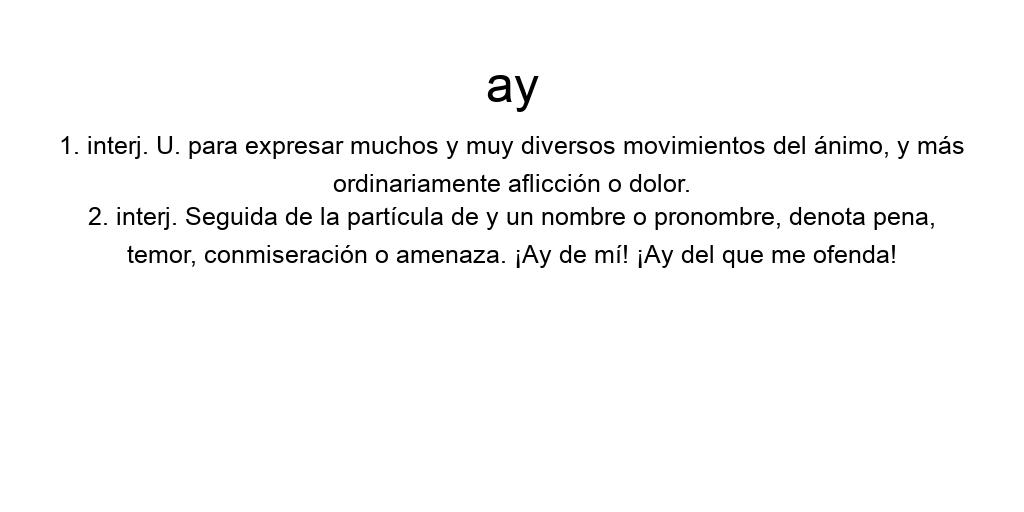 ay
1. interj. U. para expresar muchos y muy diversos movimientos del ánimo, y más
ordinariamente aflicción o dolor.
2. interj. Seguida de la partícula de y un nombre o pronombre, denota pena,
temor, conmiseración o amenaza. ¡Ay de mí! ¡Ay del que me ofenda!